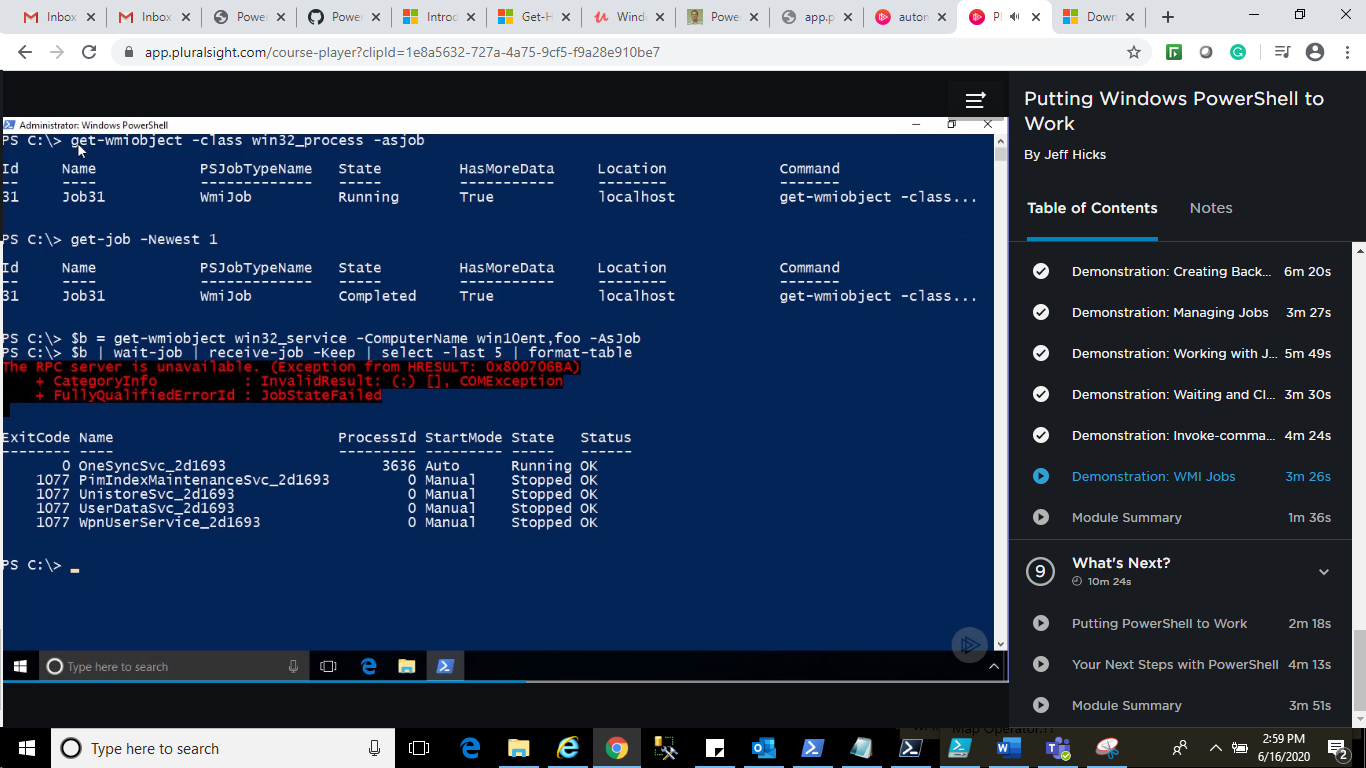 Inbox
Inbox
Power
Power
Introd
Get-H
Winda
Powe
app.p
auton
Pl
Down
app.pluralsight.com/course-player?clipId=1e8a5632-727a-4a75-9cf5-f9a28e910be7
Administrator: Windows PowerShell
PS C:\> get-wmiobject -class win32_process -asjob
Id Name PSJobTypeName State HasMoreData Location Command
-- ---- ------------- ----- ----------- -------- -------
31 Job31 WmiJob Running True localhost get-wmiobject -class...
PS C:\> get-job -Newest 1
Id Name PSJobTypeName State HasMoreData Location Command
-- ---- ------------- ----- ----------- -------- -------
31 Job31 WmiJob Completed True localhost get-wmiobject -class...
PS C:\> $b = get-wmiobject win32_service -ComputerName win10ent,foo -AsJob
PS C:\> $b | wait-job | receive-job -Keep | select -last 5 | format-table
The RPC server is unavailable. (Exception from HRESULT: 0x800706BA)
+ CategoryInfo : InvalidResult: (:) [], COMException
+ FullyQualifiedErrorId : JobStateFailed
ExitCode Name ProcessId StartMode State Status
-------- ---- --------- --------- ----- ------
0 OneSyncSvc_2d1693 3636 Auto Running OK
1077 PimIndexMaintenanceSvc_2d1693 0 Manual Stopped OK
1077 UnistoreSvc_2d1693 0 Manual Stopped OK
1077 UserDataSvc_2d1693 0 Manual Stopped OK
1077 WpnUserService_2d1693 0 Manual Stopped OK
PS C:\> _
Type here to search
Putting Windows PowerShell to
Work
By Jeff Hicks
Table of Contents Notes
Demonstration: Creating Back... 6m 20s
Demonstration: Managing Jobs 3m 27s
Demonstration: Working with J... 5m 49s
Demonstration: Waiting and Cl... 3m 30s
Demonstration: Invoke-comma... 4m 24s
Demonstration: WMI Jobs 3m 26s
Module Summary 1m 36s
9 What's Next?
10m 24s
Putting PowerShell to Work 2m 18s
Your Next Steps with PowerShell 4m 13s
Module Summary 3m 51s
Type here to search
2:59 PM
6/16/2020
2